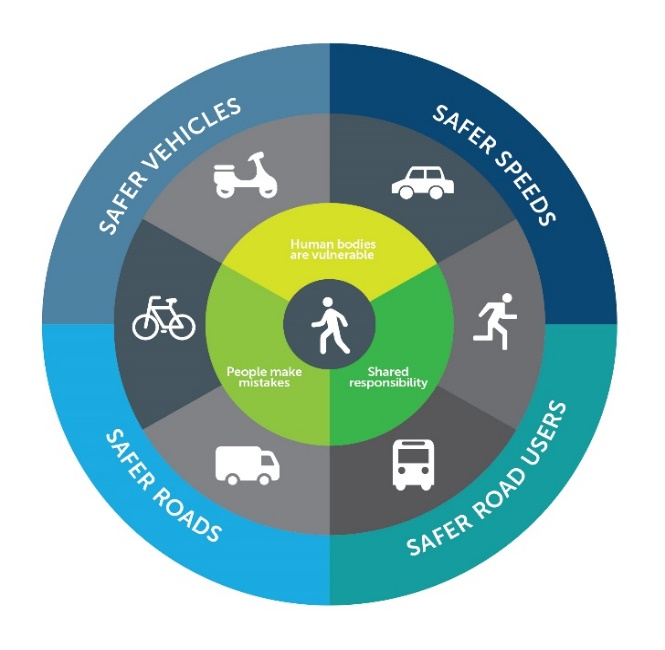 SAFER VEHICLES
SAFER SPEEDS
Human bodies
are vulnerable
People make
mistakes
Shared
responsibility
SAFER ROADS
SAFER ROAD USERS